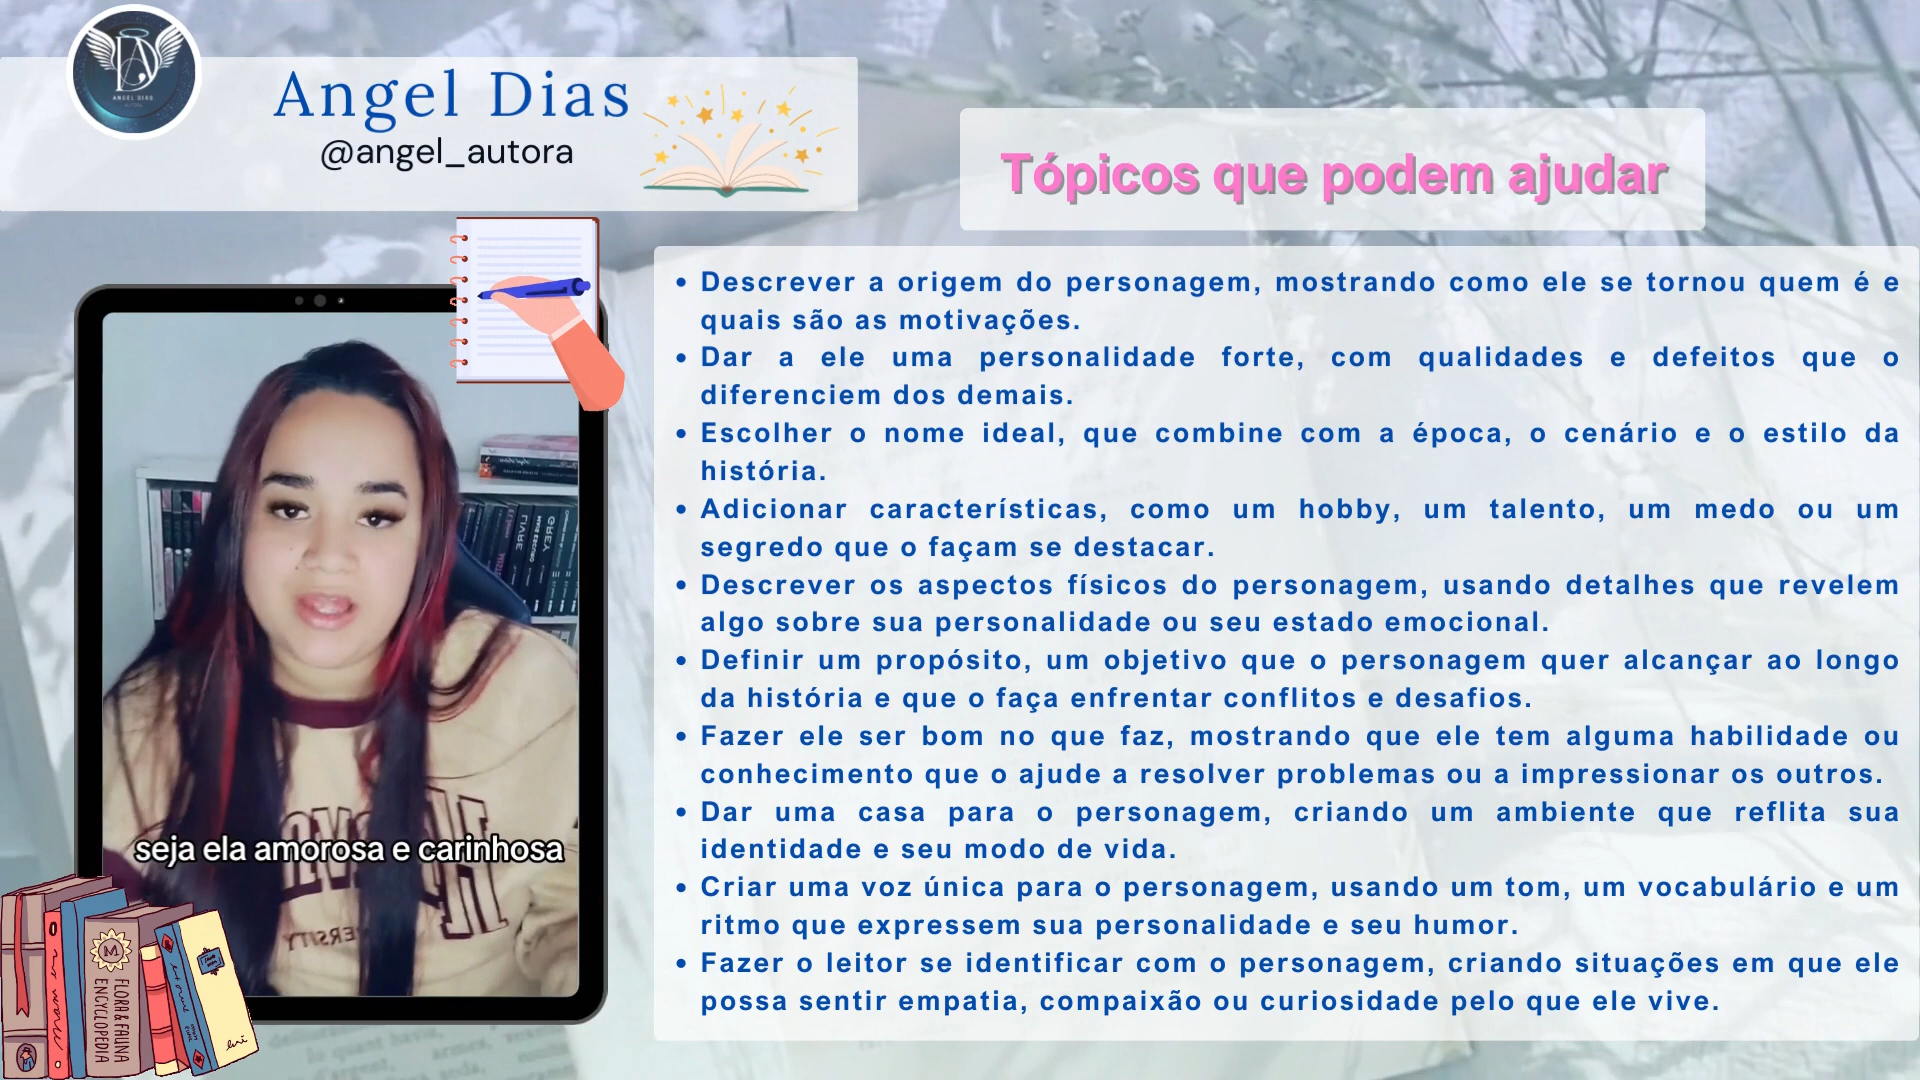 Angel Dias
@angel_autora
ANGEL DIAS
AUTORA
Tópicos que podem ajudar
• Descrever a origem do personagem, mostrando como ele se tornou quem é e
quais são as motivações.
• Dar a ele uma personalidade forte, com qualidades e defeitos que o
diferenciem dos demais.
• Escolher o nome ideal, que combine com a época, o cenário e o estilo da
história.
• Adicionar características, como um hobby, um talento, um medo ou um
segredo que o façam se destacar.
• Descrever os aspectos físicos do personagem, usando detalhes que revelem
algo sobre sua personalidade ou seu estado emocional.
• Definir um propósito, um objetivo que o personagem quer alcançar ao longo
da história e que o faça enfrentar conflitos e desafios.
• Fazer ele ser bom no que faz, mostrando que ele tem alguma habilidade ou
conhecimento que o ajude a resolver problemas ou a impressionar os outros.
• Dar uma casa para o personagem, criando um ambiente que reflita sua
identidade e seu modo de vida.
• Criar uma voz única para o personagem, usando um tom, um vocabulário e um
ritmo que expressem sua personalidade e seu humor.
• Fazer o leitor se identificar com o personagem, criando situações em que ele
possa sentir empatia, compaixão ou curiosidade pelo que ele vive.
GREY
LIVRE
seja ela amorosa e carinhosa
M
FLORA & FAUNA
ENCYCLOPEDIA